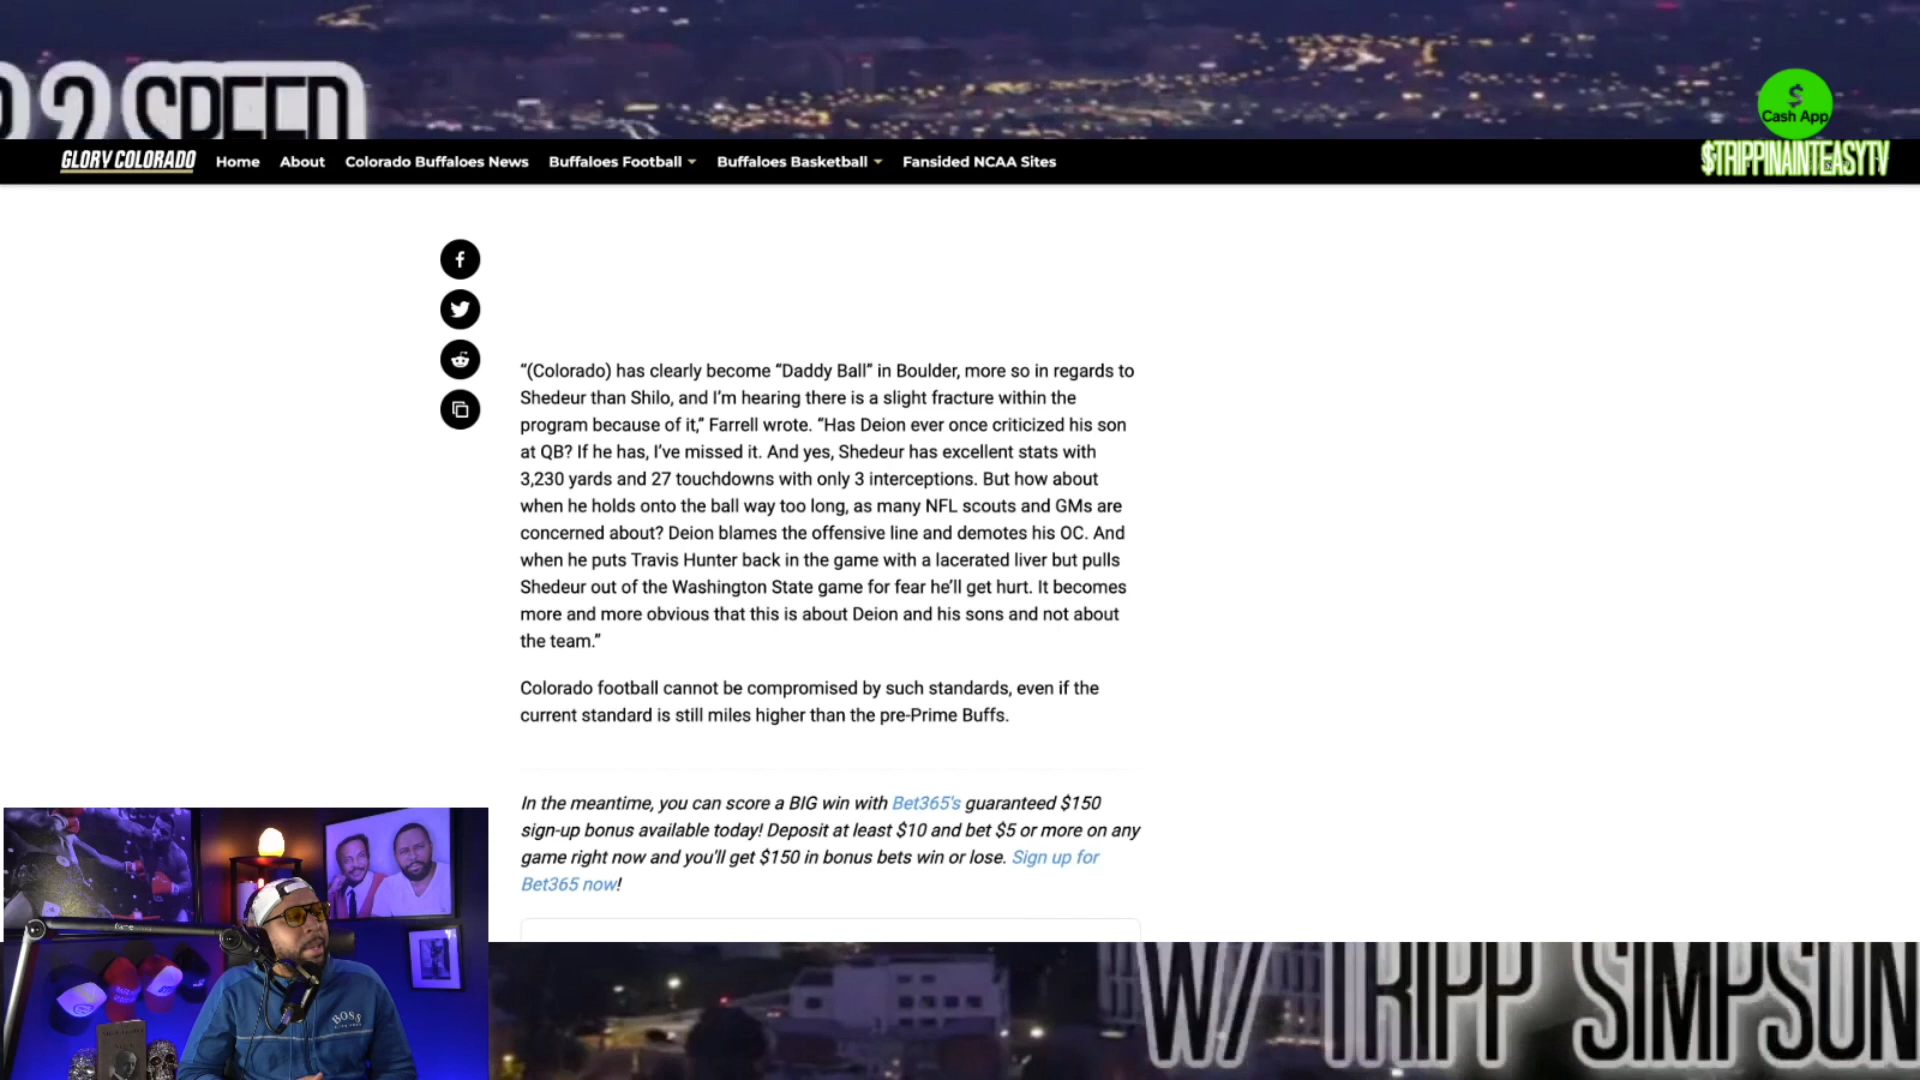 P 2 SPEED
Cash App
$TRIPPINAINTEASYTV
GLORY COLORADO Home About Colorado Buffaloes News Buffaloes Football Buffaloes Basketball Fansided NCAA Sites
“(Colorado) has clearly become “Daddy Ball” in Boulder, more so in regards to
Shedeur than Shilo, and I’m hearing there is a slight fracture within the
program because of it,” Farrell wrote. “Has Deion ever once criticized his son
at QB? If he has, I’ve missed it. And yes, Shedeur has excellent stats with
3,230 yards and 27 touchdowns with only 3 interceptions. But how about
when he holds onto the ball way too long, as many NFL scouts and GMs are
concerned about? Deion blames the offensive line and demotes his OC. And
when he puts Travis Hunter back in the game with a lacerated liver but pulls
Shedeur out of the Washington State game for fear he’ll get hurt. It becomes
more and more obvious that this is about Deion and his sons and not about
the team.”
Colorado football cannot be compromised by such standards, even if the
current standard is still miles higher than the pre-Prime Buffs.
In the meantime, you can score a BIG win with Bet365's guaranteed $150
sign-up bonus available today! Deposit at least $10 and bet $5 or more on any
game right now and you'll get $150 in bonus bets win or lose. Sign up for
Bet365 now!
BOSS
W/ TRIPP SIMPSON